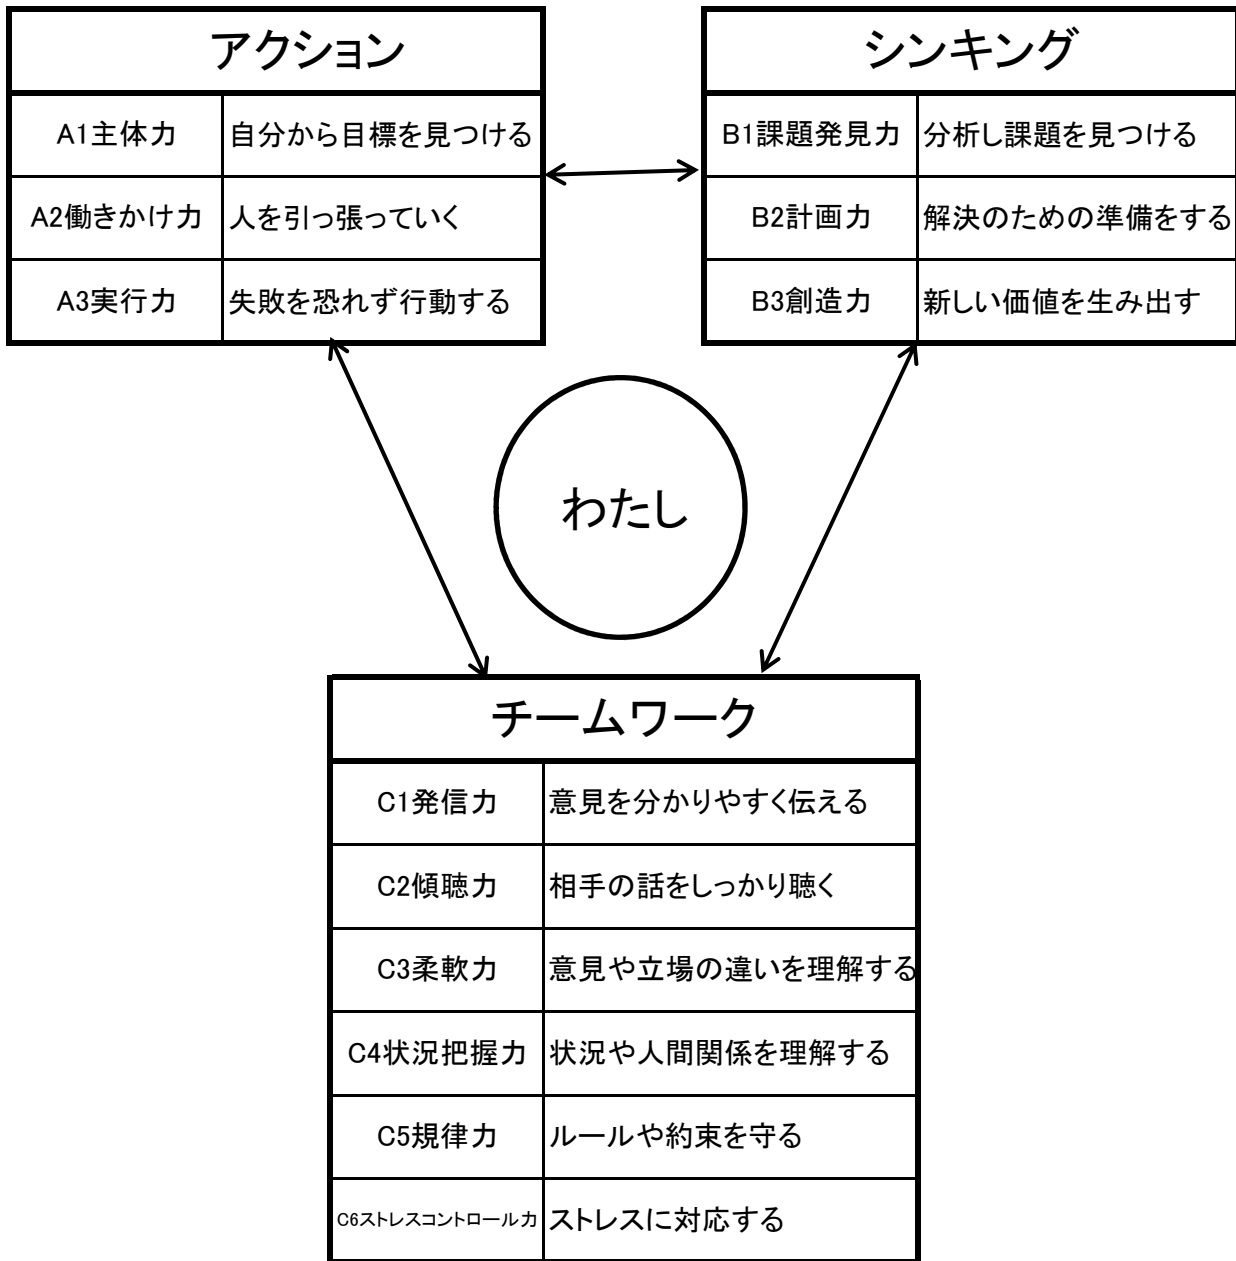 アクション
A1主体力 自分から目標を見つける
A2働きかけ力 人を引っ張っていく
A3実行力 失敗を恐れず行動する
シンキング
B1課題発見力 分析し課題を見つける
B2計画力 解決のための準備をする
B3創造力 新しい価値を生み出す
わたし
チームワーク
C1発信力 意見を分かりやすく伝える
C2傾聴力 相手の話をしっかり聴く
C3柔軟力 意見や立場の違いを理解する
C4状況把握力 状況や人間関係を理解する
C5規律力 ルールや約束を守る
C6ストレスコントロール力 ストレスに対応する